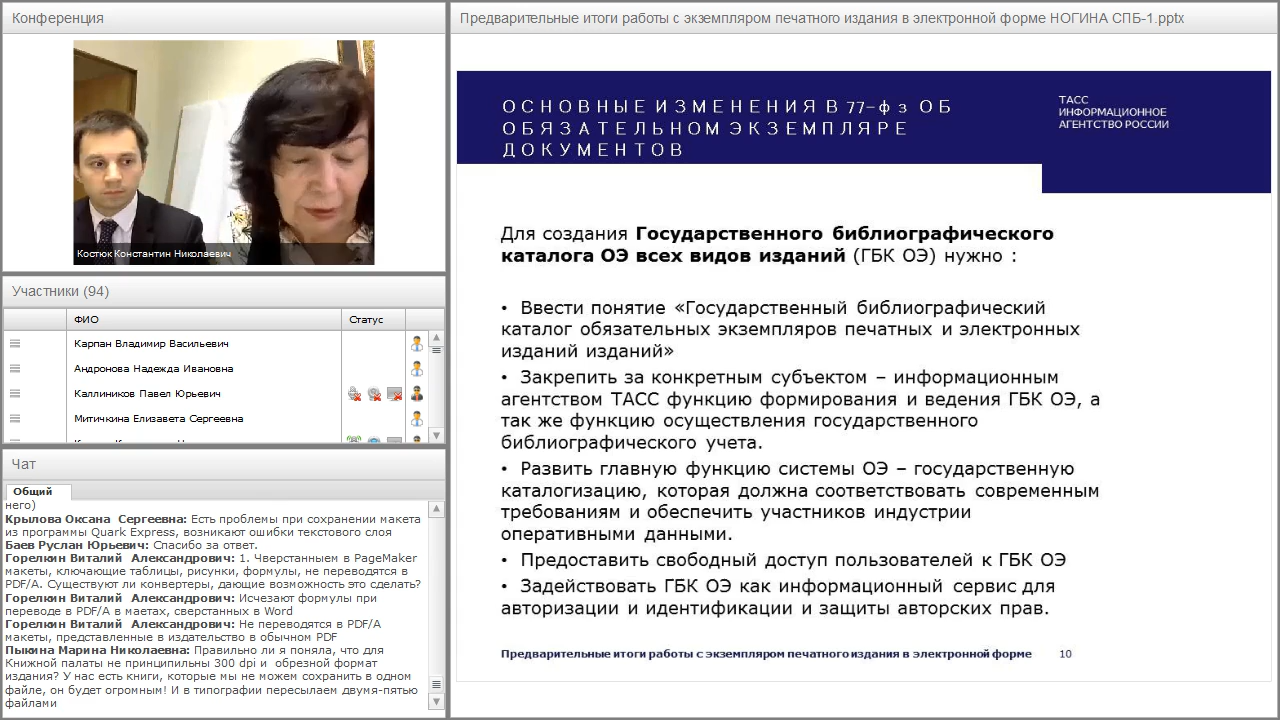 Конференция
Костюк Константин Николаевич
Участники (94)
ФИО
Статус
Карпан Владимир Васильевич
Андронова Надежда Ивановна
Каллиников Павел Юрьевич
Митичкина Елизавета Сергеевна
Чат
Общий
него)
Крылова Оксана Сергеевна: Есть проблемы при сохранении макета
из программы Quark Express, возникают ошибки текстового слоя
Баев Руслан Юрьевич: Спасибо за ответ.
Горелкин Виталий Александрович: 1. Чверстанныем в PageMaker
макеты, ключающие таблицы, рисунки, формулы, не переводятся в
PDF/A. Существуют ли конвертеры, дающие возможность это сделать?
Горелкин Виталий Александрович: Исчезают формулы при
переводе в PDF/A в маетах, сверстанных в Word
Горелкин Виталий Александрович: Не переводятся в PDF/A
макеты, представленные в издательство в обычном PDF
Пыкина Марина Николаевна: Правильно ли я поняла, что для
Книжной палаты не принципильны 300 dpi и обрезной формат
издания? У нас есть книги, которые мы не можем сохранить в одном
файле, он будет огромным! И в типографии пересылаем двумя-пятью
файлами
Предварительные итоги работы с экземпляром печатного издания в электронной форме НОГИНА СПБ-1.pptx
ОСНОВНЫЕ ИЗМЕНЕНИЯ В 77-ф з ОБ
ОБЯЗАТЕЛЬНОМ ЭКЗЕМПЛЯРЕ
ДОКУМЕНТОВ
ТАСС
ИНФОРМАЦИОННОЕ
АГЕНТСТВО РОССИИ
Для создания Государственного библиографического
каталога ОЭ всех видов изданий (ГБК ОЭ) нужно :
• Ввести понятие «Государственный библиографический
каталог обязательных экземпляров печатных и электронных
изданий изданий»
• Закрепить за конкретным субъектом – информационным
агентством ТАСС функцию формирования и ведения ГБК ОЭ, а
так же функцию осуществления государственного
библиографического учета.
• Развить главную функцию системы ОЭ – государственную
каталогизацию, которая должна соответствовать современным
требованиям и обеспечить участников индустрии
оперативными данными.
• Предоставить свободный доступ пользователей к ГБК ОЭ
• Задействовать ГБК ОЭ как информационный сервис для
авторизации и идентификации и защиты авторских прав.
Предварительные итоги работы с экземпляром печатного издания в электронной форме 10